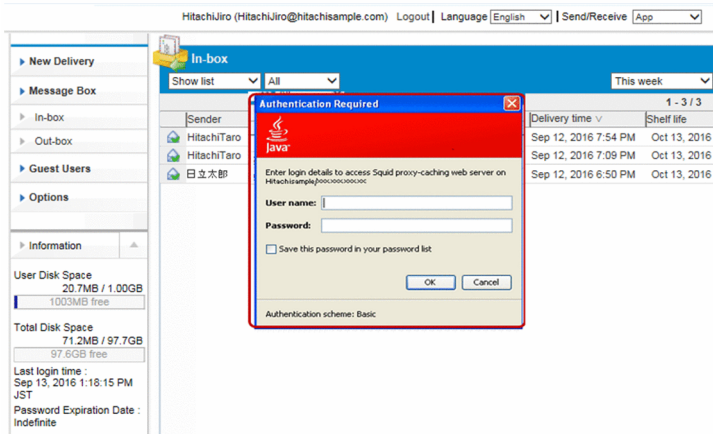 HitachiJiro (HitachiJiro@hitachisample.com) Logout | Language English | Send/Receive App
New Delivery
Message Box
In-box
Out-box
Guest Users
Options
Information
User Disk Space
20.7MB / 1.00GB
1003MB free
Total Disk Space
71.2MB / 97.7GB
97.6GB free
Last login time :
Sep 13, 2016 1:18:15 PM
JST
Password Expiration Date :
Indefinite
In-box
Show list All This week
1 - 3 / 3
Sender Delivery time Shelf life
HitachiTaro Sep 12, 2016 7:54 PM Oct 13, 2016
HitachiTaro Sep 12, 2016 7:09 PM Oct 13, 2016
日立太郎 Sep 12, 2016 6:50 PM Oct 13, 2016
Authentication Required
Java
Enter login details to access Squid proxy-caching web server on
Hitachisample/
User name:
Password:
Save this password in your password list
OK Cancel
Authentication scheme: Basic